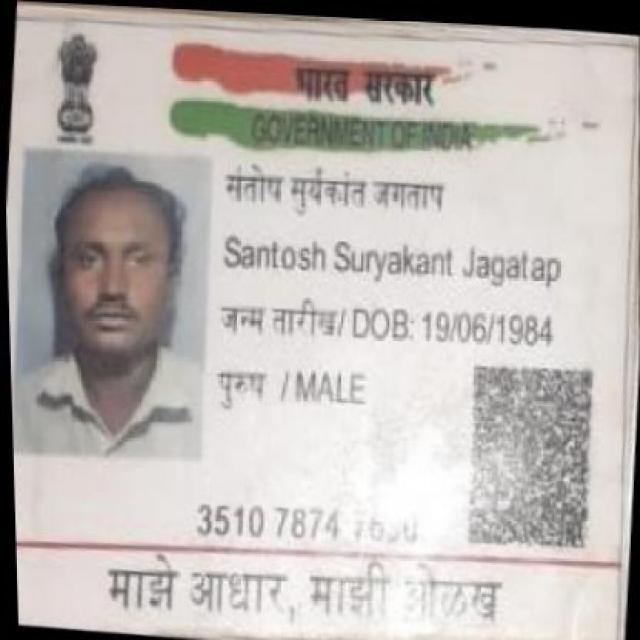 भारत सरकार
GOVERNMENT OF INDIA
संतोष सुर्यकांत जगताप
Santosh Suryakant Jagatap
जन्म तारीख/ DOB: 19/06/1984
पुरुष / MALE
3510 7874
माझे आधार, माझी ओळख